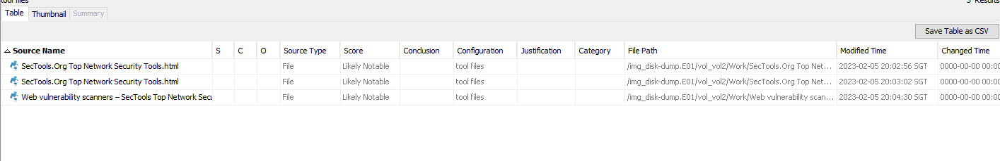 tool files 3 Results
Table Thumbnail Summary
Save Table as CSV
Source Name S C O Source Type Score Conclusion Configuration Justification Category File Path Modified Time Changed Time
SecTools.Org Top Network Security Tools.html File Likely Notable tool files /img_disk-dump.E01/vol_vol2/Work/SecTools.Org Top Net... 2023-02-05 20:02:56 SGT 0000-00-00 00:00
SecTools.Org Top Network Security Tools.html File Likely Notable tool files /img_disk-dump.E01/vol_vol2/Work/SecTools.Org Top Net... 2023-02-05 20:03:02 SGT 0000-00-00 00:00
Web vulnerability scanners – SecTools Top Network Secu File Likely Notable tool files /img_disk-dump.E01/vol_vol2/Work/Web vulnerability scan... 2023-02-05 20:04:30 SGT 0000-00-00 00:00